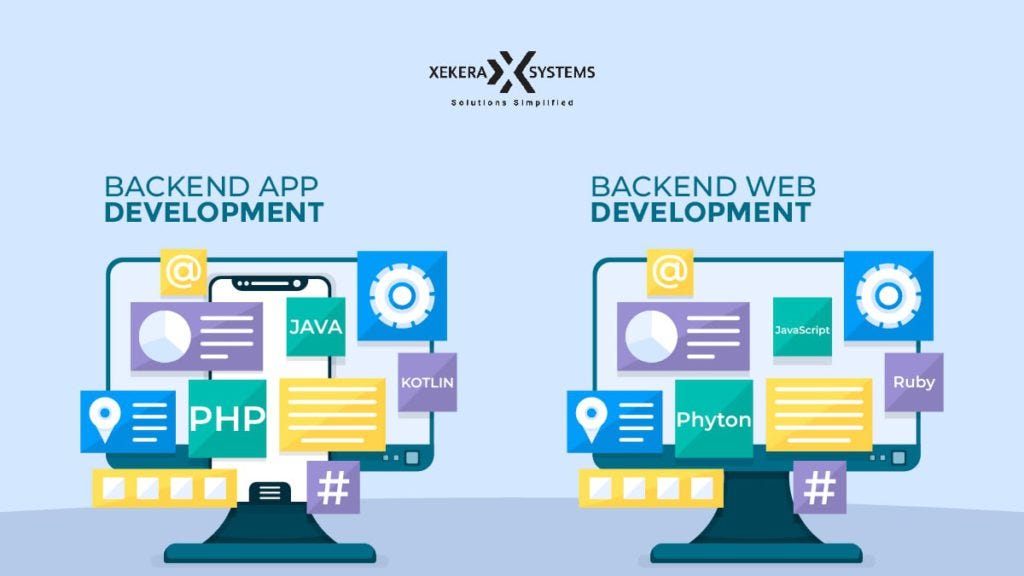 XEKERA X SYSTEMS
Solutions Simplified
BACKEND APP
DEVELOPMENT
@
JAVA
KOTLIN
PHP
#
BACKEND WEB
DEVELOPMENT
@
JavaScript
Ruby
Phyton
#